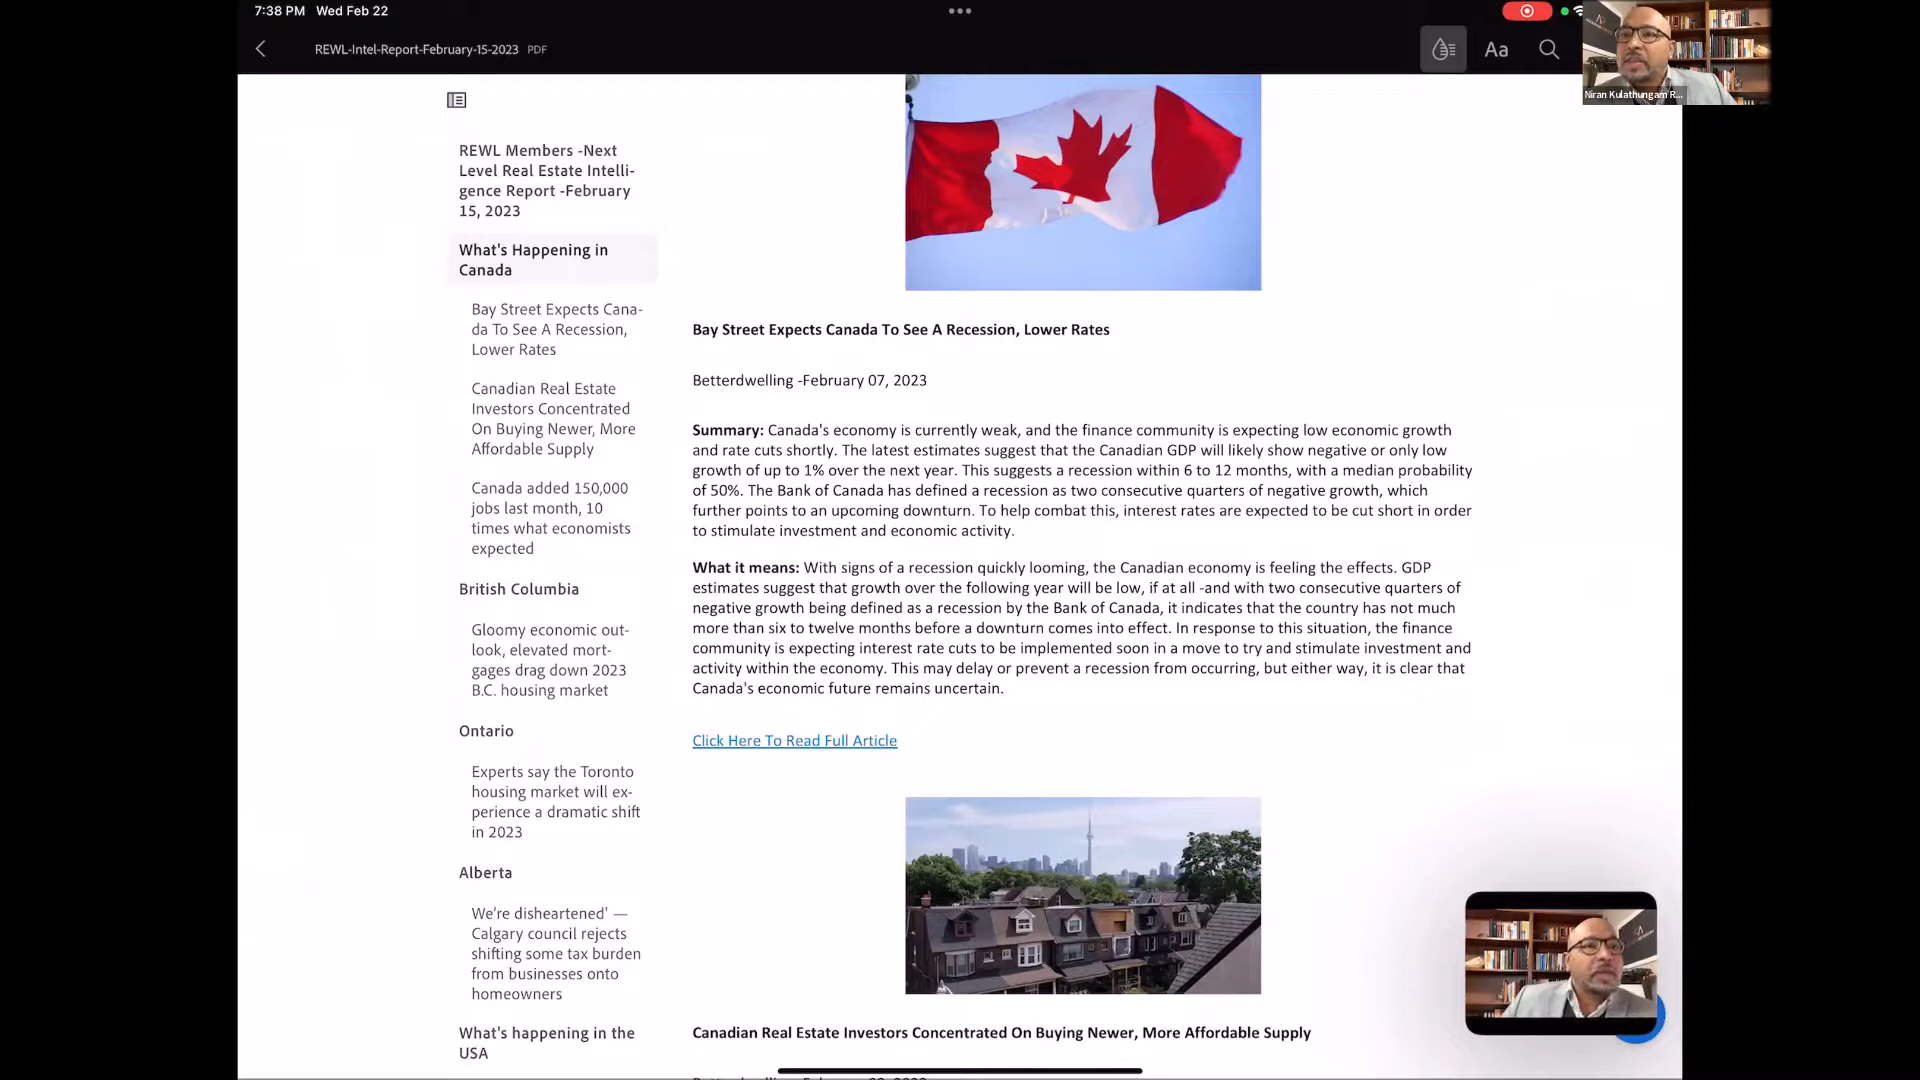 7:38 PM Wed Feb 22
REWL-Intel-Report-February-15-2023 PDF
Aa
Niran Kulathungam R...
REWL Members -Next
Level Real Estate Intelli-
gence Report -February
15, 2023
What's Happening in
Canada
Bay Street Expects Cana-
da To See A Recession,
Lower Rates
Canadian Real Estate
Investors Concentrated
On Buying Newer, More
Affordable Supply
Canada added 150,000
jobs last month, 10
times what economists
expected
British Columbia
Gloomy economic out-
look, elevated mort-
gages drag down 2023
B.C. housing market
Ontario
Experts say the Toronto
housing market will ex-
perience a dramatic shift
in 2023
Alberta
We're disheartened' —
Calgary council rejects
shifting some tax burden
from businesses onto
homeowners
What's happening in the
USA
Bay Street Expects Canada To See A Recession, Lower Rates
Betterdwelling -February 07, 2023
Summary: Canada's economy is currently weak, and the finance community is expecting low economic growth
and rate cuts shortly. The latest estimates suggest that the Canadian GDP will likely show negative or only low
growth of up to 1% over the next year. This suggests a recession within 6 to 12 months, with a median probability
of 50%. The Bank of Canada has defined a recession as two consecutive quarters of negative growth, which
further points to an upcoming downturn. To help combat this, interest rates are expected to be cut short in order
to stimulate investment and economic activity.
What it means: With signs of a recession quickly looming, the Canadian economy is feeling the effects. GDP
estimates suggest that growth over the following year will be low, if at all -and with two consecutive quarters of
negative growth being defined as a recession by the Bank of Canada, it indicates that the country has not much
more than six to twelve months before a downturn comes into effect. In response to this situation, the finance
community is expecting interest rate cuts to be implemented soon in a move to try and stimulate investment and
activity within the economy. This may delay or prevent a recession from occurring, but either way, it is clear that
Canada's economic future remains uncertain.
Click Here To Read Full Article
Canadian Real Estate Investors Concentrated On Buying Newer, More Affordable Supply